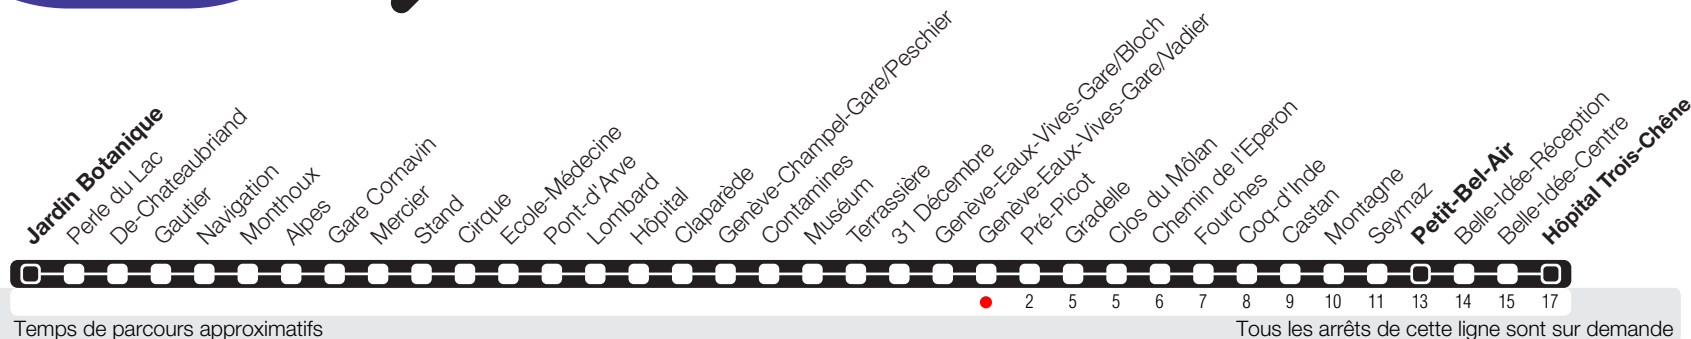 Jardin Botanique
Perle du Lac
De-Chateaubriand
Gautier
Navigation
Monthoux
Alpes
Gare Cornavin
Mercier
Stand
Cirque
Ecole-Médecine
Pont-d'Arve
Lombard
Hôpital
Claparède
Genève-Champel-Gare/Peschier
Contamines
Muséum
Terrassière
31 Décembre
Genève-Eaux-Vives-Gare/Bloch
Genève-Eaux-Vives-Gare/Vadier
Pré-Picot
Gradelle
Clos du Môlan
Chemin de l'Eperon
Fourches
Coq-d'Inde
Castan
Montagne
Seymaz
Petit-Bel-Air
Belle-Idée-Réception
Belle-Idée-Centre
Hôpital Trois-Chêne
2 5 5 6 7 8 9 10 11 13 14 15 17
Temps de parcours approximatifs
Tous les arrêts de cette ligne sont sur demande